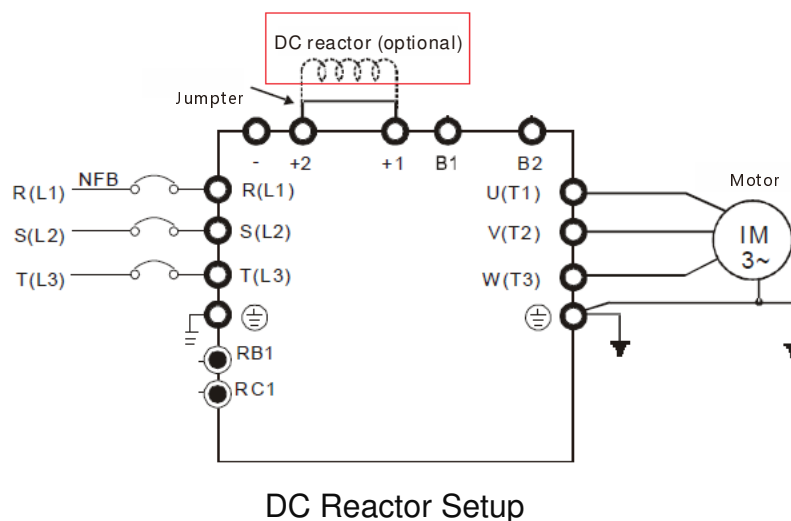 DC reactor (optional)
Jumpter
- +2 +1 B1 B2
R(L1) NFB R(L1) U(T1) Motor
S(L2) S(L2) V(T2) IM
3~
T(L3) T(L3) W(T3)
RB1
RC1
DC Reactor Setup